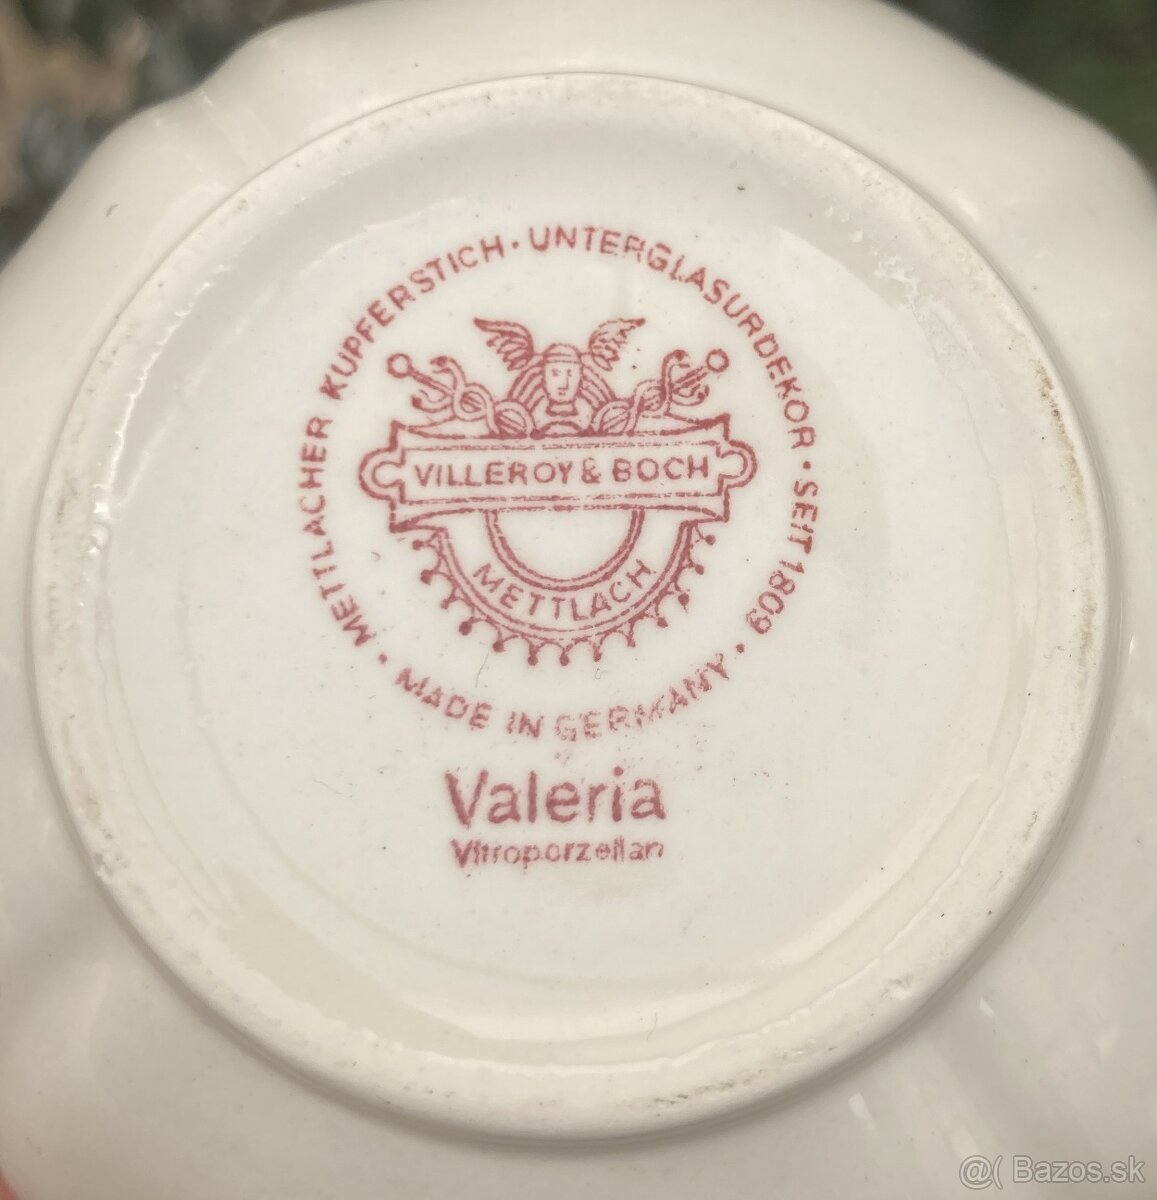 METTLACHER KUPFERSTICH · UNTERGLASURDEKOR · SEIT 1809 ·
VILLEROY & BOCH
METTLACH
MADE IN GERMANY ·
Valeria
Vitroporzellan
@( Bazos.sk